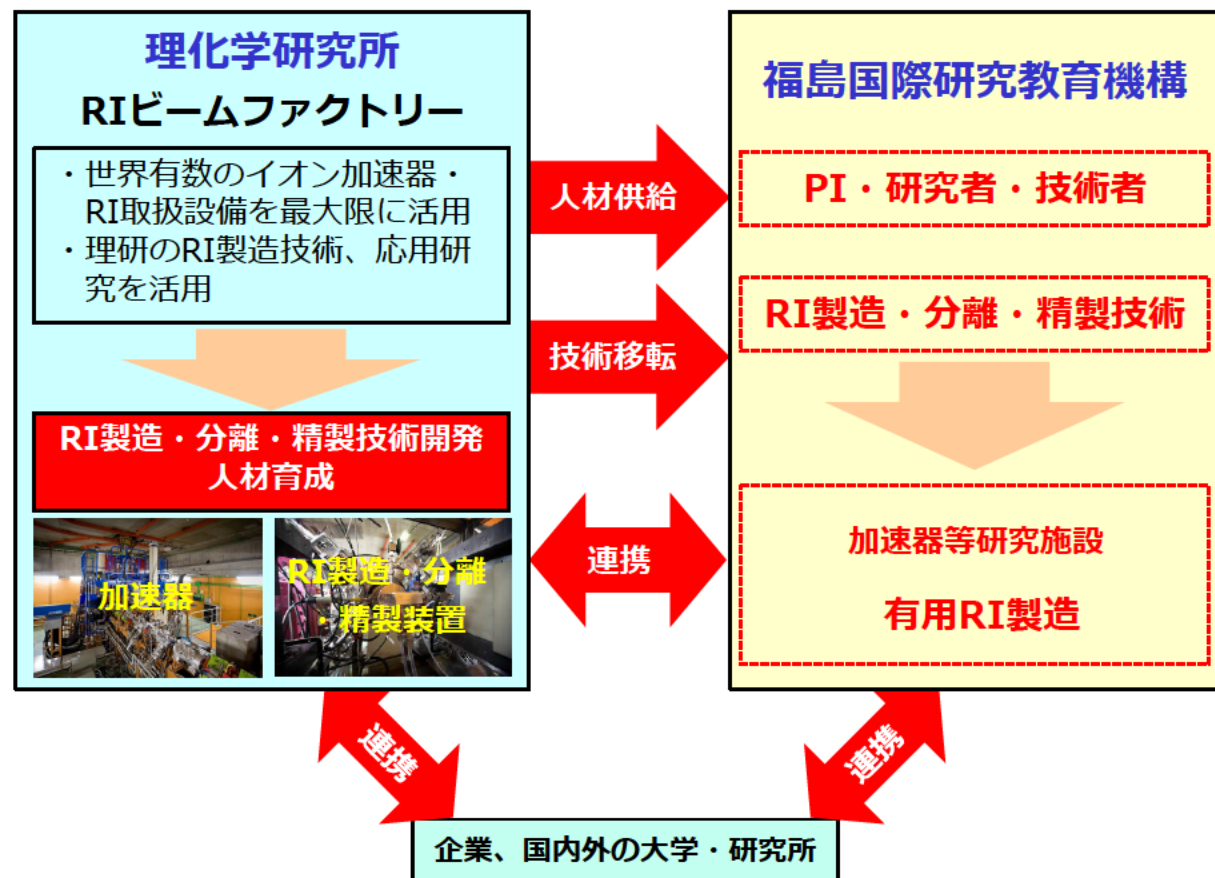 理化学研究所
RIビームファクトリー
・世界有数のイオン加速器・
RI取扱設備を最大限に活用
・理研のRI製造技術、応用研
究を活用
RI製造・分離・精製技術開発
人材育成
加速器
RI製造・分離
・精製装置
人材供給
技術移転
連携
福島国際研究教育機構
PI・研究者・技術者
RI製造・分離・精製技術
加速器等研究施設
有用RI製造
連携
連携
企業、国内外の大学・研究所